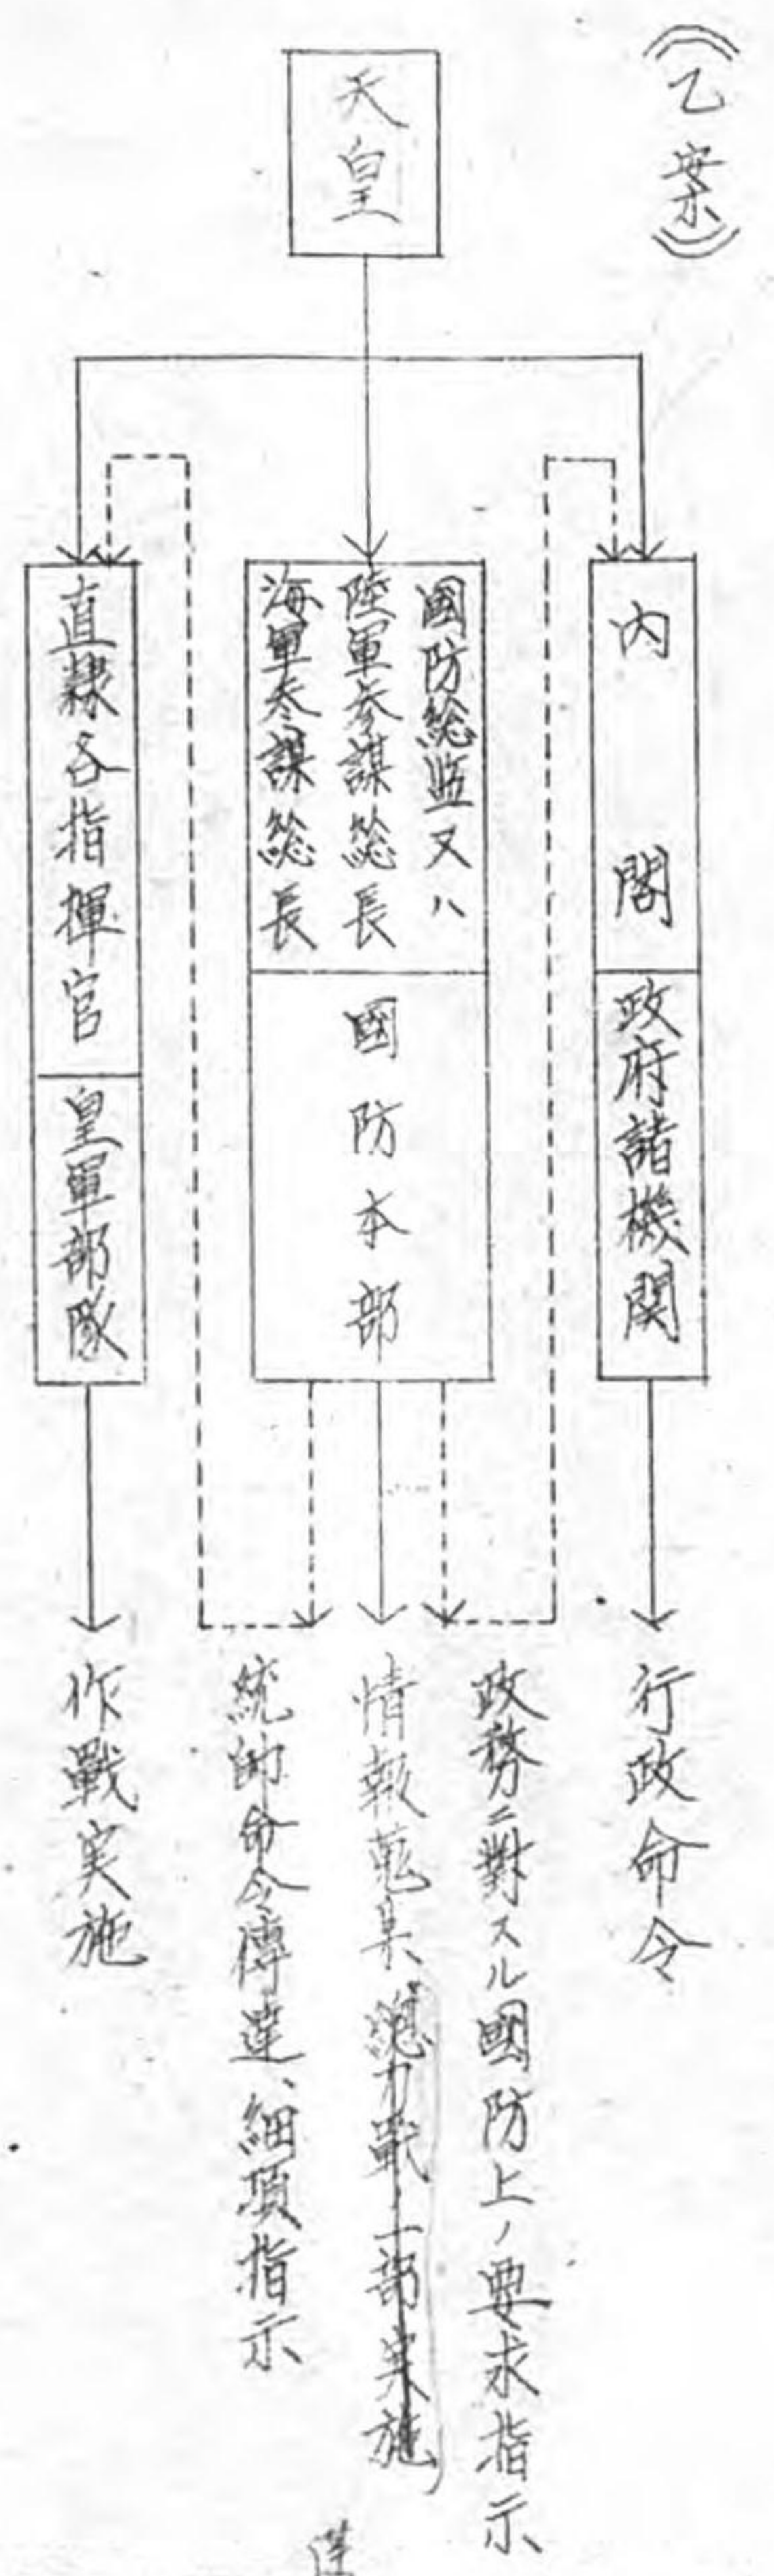 (乙案)
天皇
內閣
政府諸機関
國防総監又ハ
陸軍参謀総長
海軍参謀総長
國防本部
直隷各指揮官
皇軍部隊
行政命令
政務ニ對スル國防上ノ要求指示
情報蒐集(總力戰ノ一部実施)
統帥命令傳達、細項指示
作戰実施